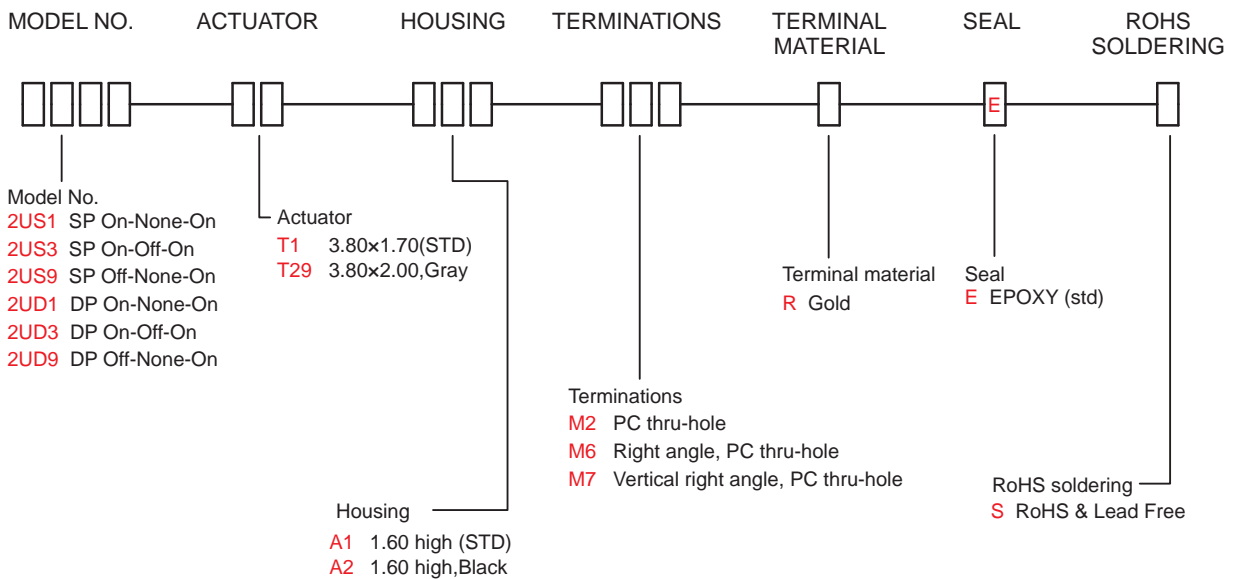 MODEL NO.
ACTUATOR
HOUSING
TERMINATIONS
TERMINAL
MATERIAL
SEAL
ROHS
SOLDERING
E
Model No.
2US1 SP On-None-On
2US3 SP On-Off-On
2US9 SP Off-None-On
2UD1 DP On-None-On
2UD3 DP On-Off-On
2UD9 DP Off-None-On
Actuator
T1 3.80×1.70(STD)
T29 3.80×2.00,Gray
Housing
A1 1.60 high (STD)
A2 1.60 high,Black
Terminations
M2 PC thru-hole
M6 Right angle, PC thru-hole
M7 Vertical right angle, PC thru-hole
Terminal material
R Gold
Seal
E EPOXY (std)
RoHS soldering
S RoHS & Lead Free